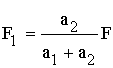 F₁ = a₂ / (a₁ + a₂) F